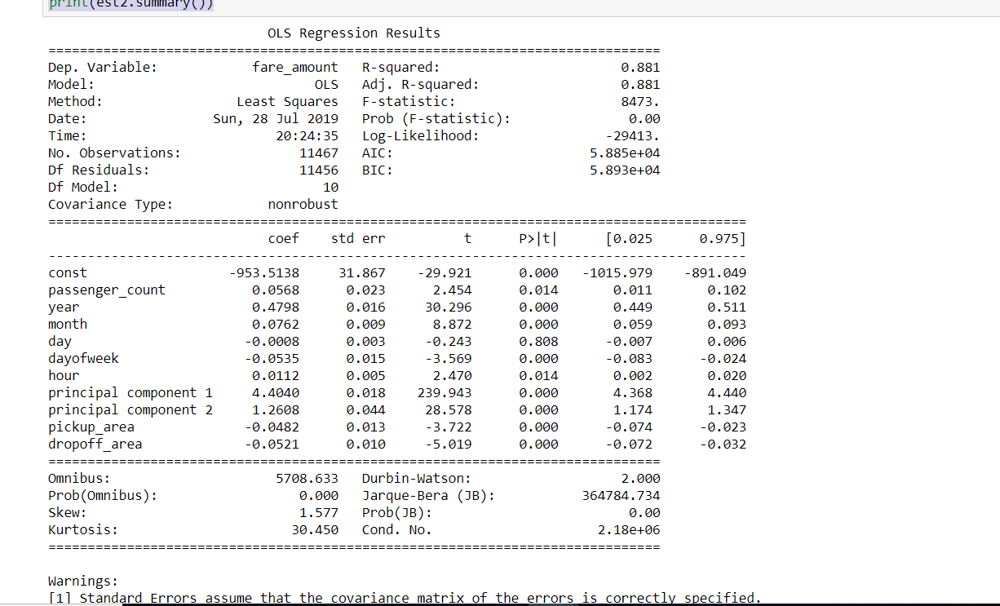 print(est2.summary())
OLS Regression Results
==============================================================================
Dep. Variable: fare_amount R-squared: 0.881
Model: OLS Adj. R-squared: 0.881
Method: Least Squares F-statistic: 8473.
Date: Sun, 28 Jul 2019 Prob (F-statistic): 0.00
Time: 20:24:35 Log-Likelihood: -29413.
No. Observations: 11467 AIC: 5.885e+04
Df Residuals: 11456 BIC: 5.893e+04
Df Model: 10
Covariance Type: nonrobust
=========================================================================================
coef std err t P>|t| [0.025 0.975]
-----------------------------------------------------------------------------------------
const -953.5138 31.867 -29.921 0.000 -1015.979 -891.049
passenger_count 0.0568 0.023 2.454 0.014 0.011 0.102
year 0.4798 0.016 30.296 0.000 0.449 0.511
month 0.0762 0.009 8.872 0.000 0.059 0.093
day -0.0008 0.003 -0.243 0.808 -0.007 0.006
dayofweek -0.0535 0.015 -3.569 0.000 -0.083 -0.024
hour 0.0112 0.005 2.470 0.014 0.002 0.020
principal component 1 4.4040 0.018 239.943 0.000 4.368 4.440
principal component 2 1.2608 0.044 28.578 0.000 1.174 1.347
pickup_area -0.0482 0.013 -3.722 0.000 -0.074 -0.023
dropoff_area -0.0521 0.010 -5.019 0.000 -0.072 -0.032
==============================================================================
Omnibus: 5708.633 Durbin-Watson: 2.000
Prob(Omnibus): 0.000 Jarque-Bera (JB): 364784.734
Skew: 1.577 Prob(JB): 0.00
Kurtosis: 30.450 Cond. No. 2.18e+06
==============================================================================
Warnings:
[1] Standard Errors assume that the covariance matrix of the errors is correctly specified.